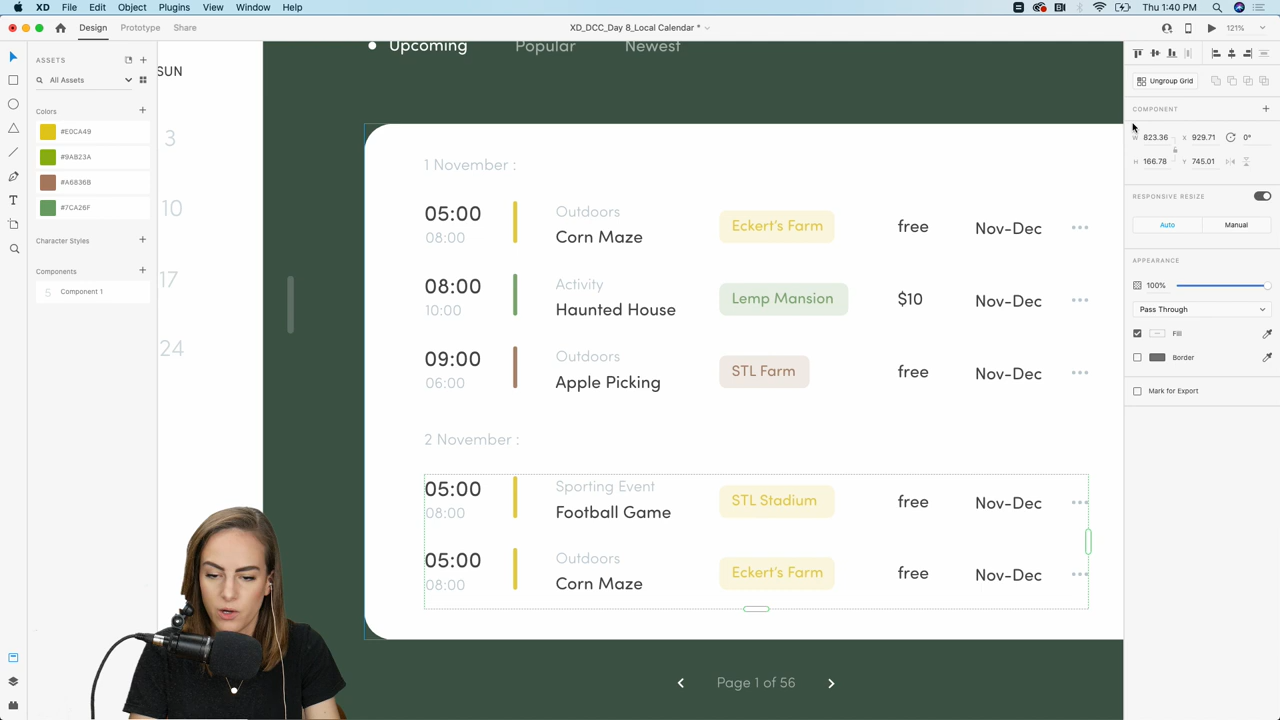 XD File Edit Object Plugins View Window Help
Thu 1:40 PM
Design Prototype Share
XD_DCC_Day 8_Local Calendar *
121%
ASSETS
All Assets
Colors
#E0CA49
#9AB23A
#A6836B
#7CA26F
Character Styles
Components
5 Component 1
SUN
3
10
17
24
Upcoming Popular Newest
1 November :
05:00 Outdoors Eckert's Farm free Nov-Dec
08:00 Corn Maze
08:00 Activity Lemp Mansion $10 Nov-Dec
10:00 Haunted House
09:00 Outdoors STL Farm free Nov-Dec
06:00 Apple Picking
2 November :
05:00 Sporting Event STL Stadium free Nov-Dec
08:00 Football Game
05:00 Outdoors Eckert's Farm free Nov-Dec
08:00 Corn Maze
Page 1 of 56
Ungroup Grid
COMPONENT
W 823.36 X 929.71 0°
H 166.78 Y 745.01
RESPONSIVE RESIZE
Auto Manual
APPEARANCE
100%
Pass Through
Fill
Border
Mark for Export